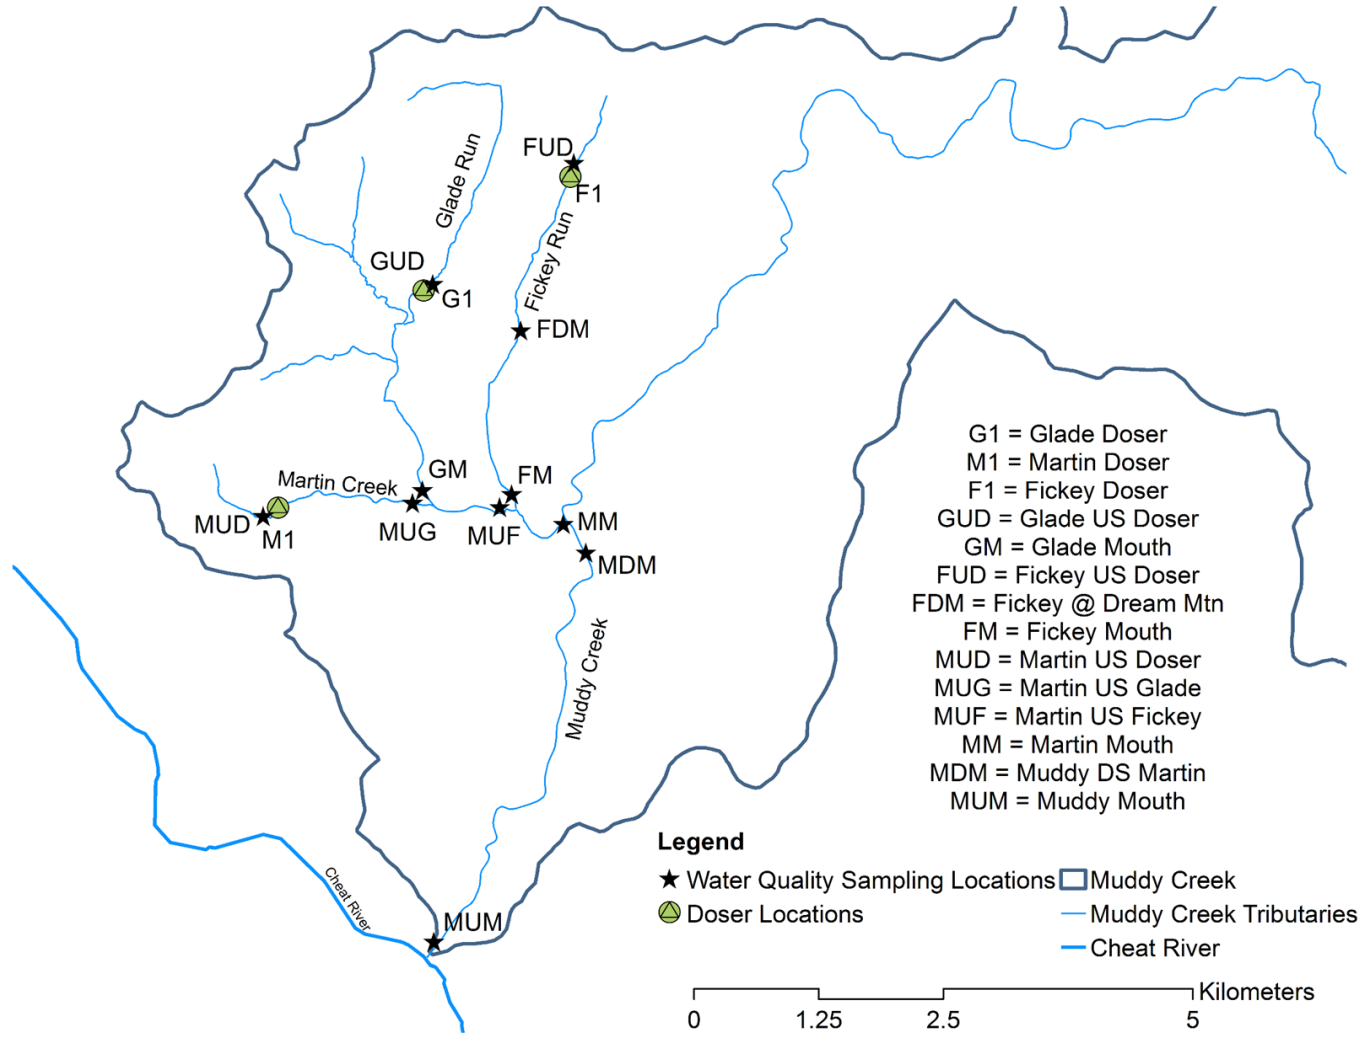 Glade Run
FUD
F1
Fickey Run
GUD
G1
FDM
GM
Martin Creek
FM
MUD
M1
MUG
MUF
MM
MDM
Muddy Creek
Cheat River
MUM
G1 = Glade Doser
M1 = Martin Doser
F1 = Fickey Doser
GUD = Glade US Doser
GM = Glade Mouth
FUD = Fickey US Doser
FDM = Fickey @ Dream Mtn
FM = Fickey Mouth
MUD = Martin US Doser
MUG = Martin US Glade
MUF = Martin US Fickey
MM = Martin Mouth
MDM = Muddy DS Martin
MUM = Muddy Mouth
Legend
Water Quality Sampling Locations
Muddy Creek
Doser Locations
Muddy Creek Tributaries
Cheat River
Kilometers
0 1.25 2.5 5